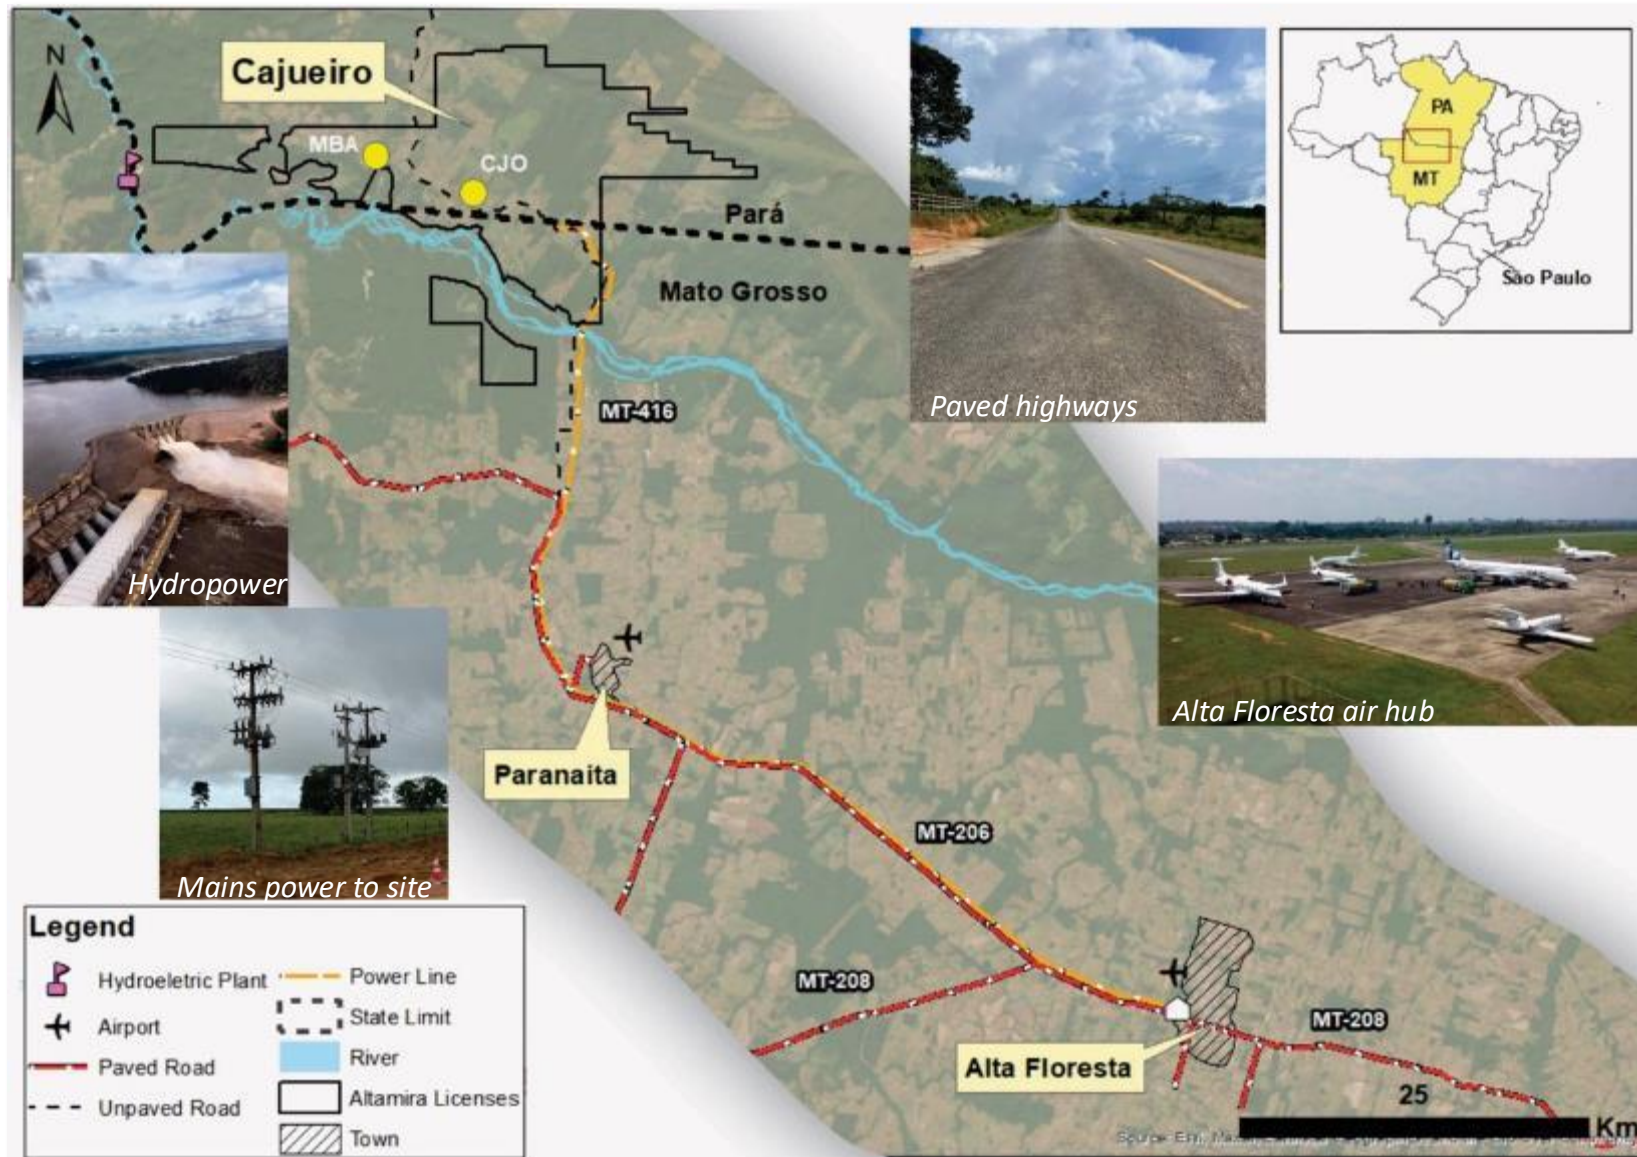 N
Cajueiro
MBA
CJO
Pará
Mato Grosso
PA
MT
São Paulo
Paved highways
MT-416
Hydropower
Alta Floresta air hub
Paranaita
Mains power to site
MT-206
MT-208
MT-208
Alta Floresta
25
Km
Legend
Hydroeletric Plant
Airport
Paved Road
Unpaved Road
Power Line
State Limit
River
Altamira Licenses
Town
Source: Esri,